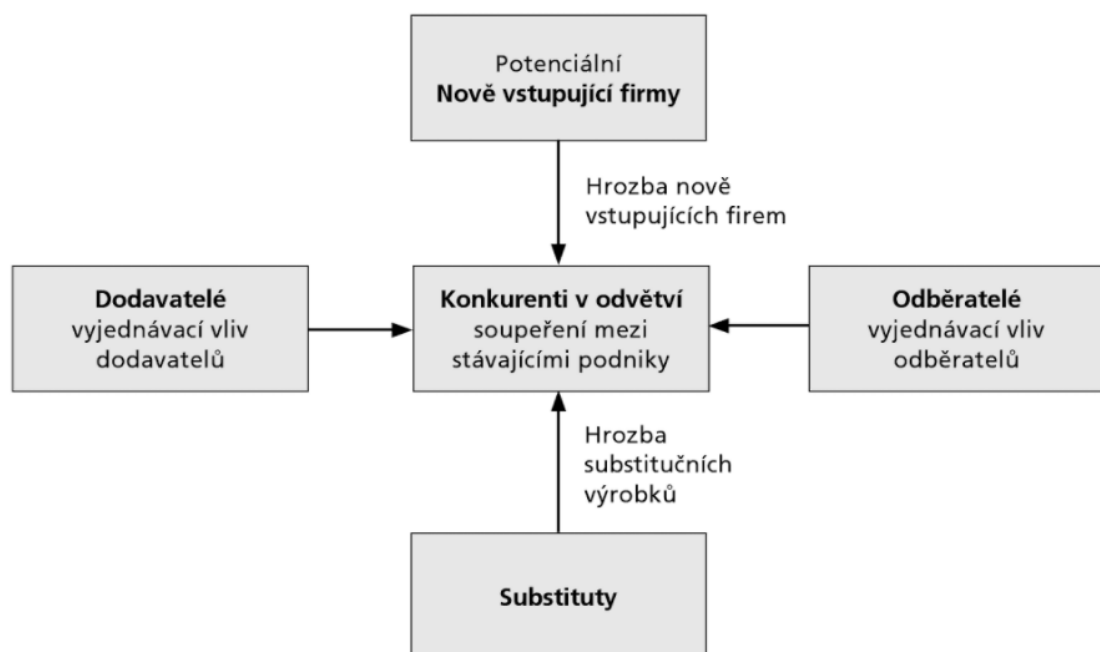 Potenciální
Nově vstupující firmy
Hrozba nově
vstupujících firem
Dodavatelé
vyjednávací vliv
dodavatelů
Konkurenti v odvětví
soupeření mezi
stávajícími podniky
Odběratelé
vyjednávací vliv
odběratelů
Hrozba
substitučních
výrobků
Substituty